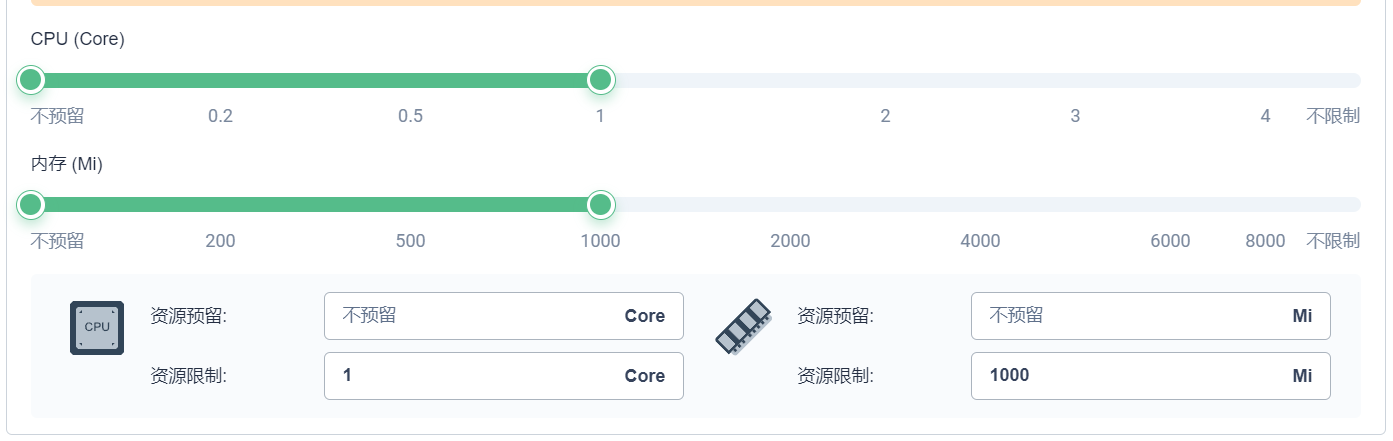 CPU (Core)
不预留 0.2 0.5 1 2 3 4 不限制
内存 (Mi)
不预留 200 500 1000 2000 4000 6000 8000 不限制
CPU 资源预留: 不预留 Core 资源预留: 不预留 Mi
资源限制: 1 Core 资源限制: 1000 Mi